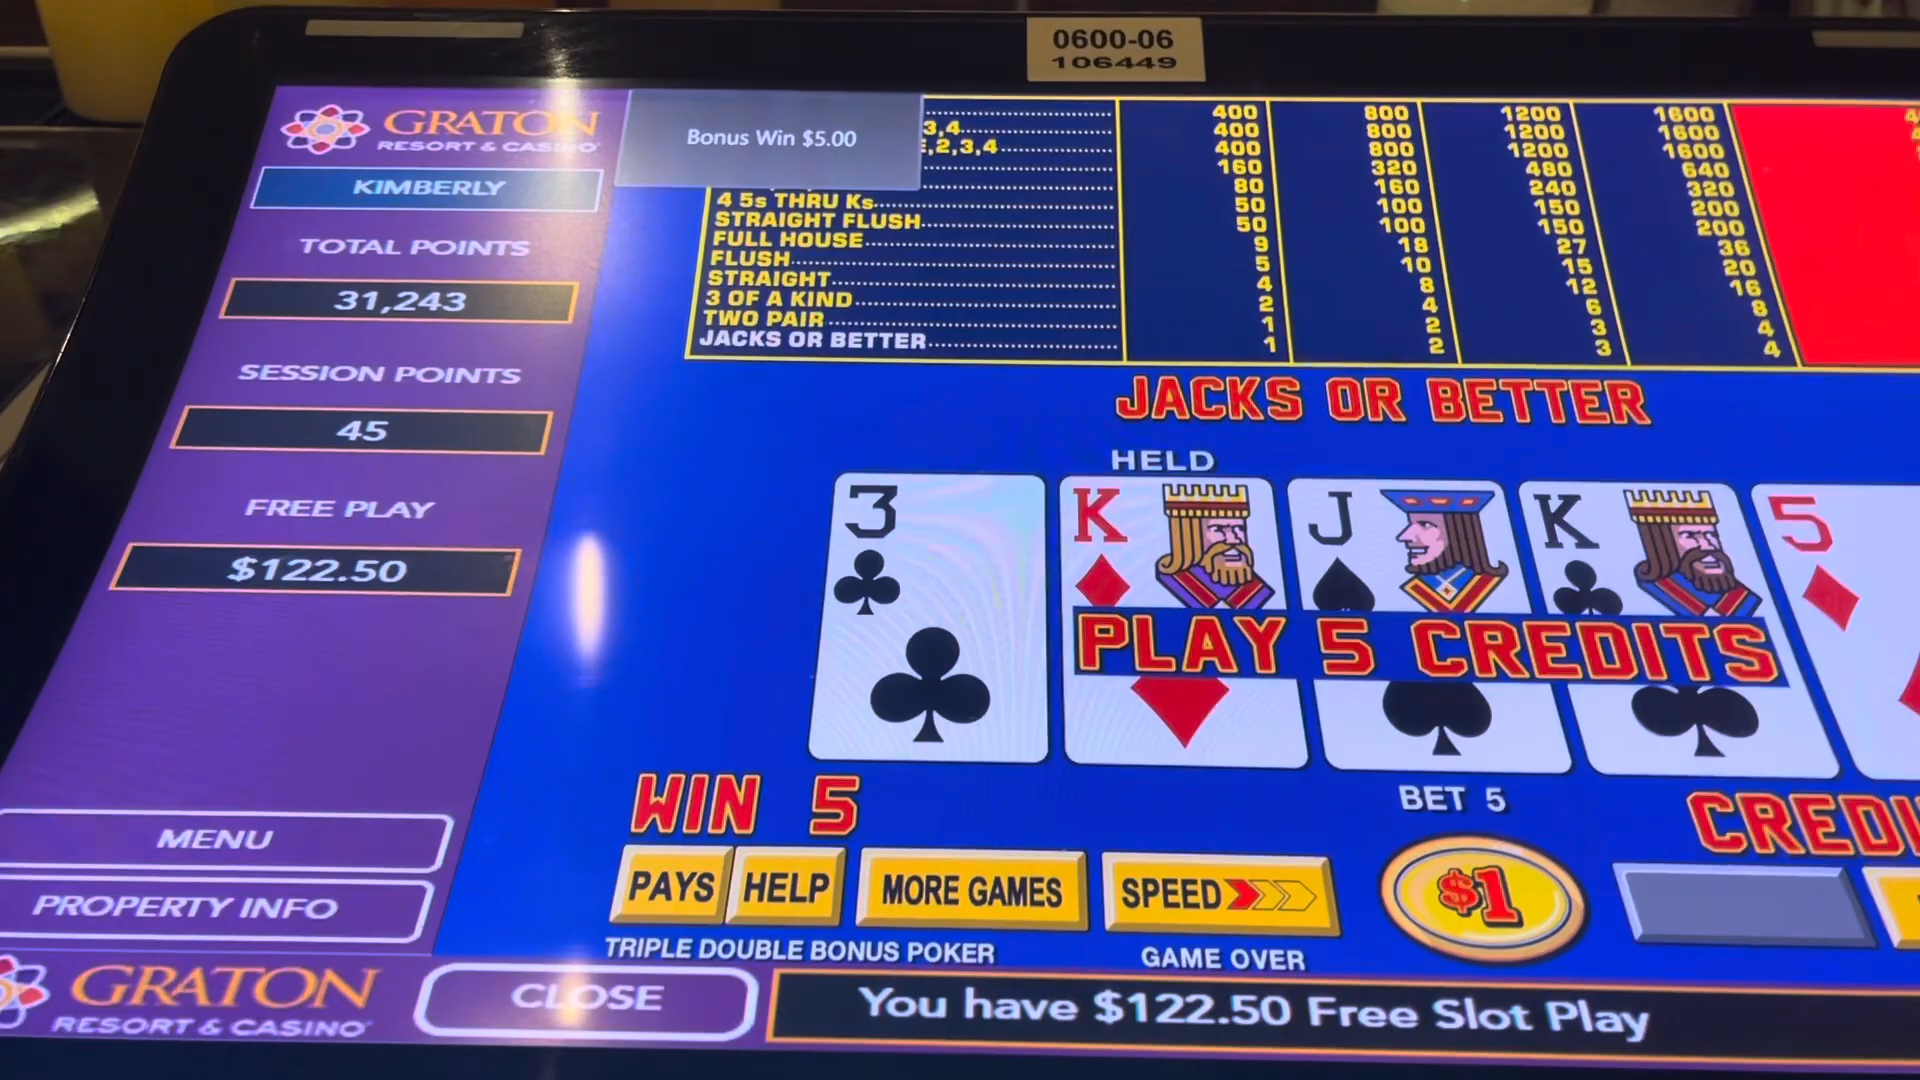 0600-06
106449
GRATON
RESORT & CASINO
KIMBERLY
TOTAL POINTS
31,243
SESSION POINTS
45
FREE PLAY
$122.50
MENU
PROPERTY INFO
Bonus Win $5.00
400 800 1200 1600
3,4 400 800 1200 1600
,2,3,4 400 800 1200 1600
160 320 480 640
80 160 240 320
4 5s THRU Ks 50 100 150 200
STRAIGHT FLUSH 50 100 150 200
FULL HOUSE 9 18 27 36
FLUSH 5 10 15 20
STRAIGHT 4 8 12 16
3 OF A KIND 2 4 6 8
TWO PAIR 1 2 3 4
JACKS OR BETTER 1 2 3 4
JACKS OR BETTER
HELD
3 K J K 5
PLAY 5 CREDITS
WIN 5
BET 5
CREDI
PAYS
HELP
MORE GAMES
SPEED
$1
TRIPLE DOUBLE BONUS POKER
GAME OVER
GRATON
RESORT & CASINO
CLOSE
You have $122.50 Free Slot Play